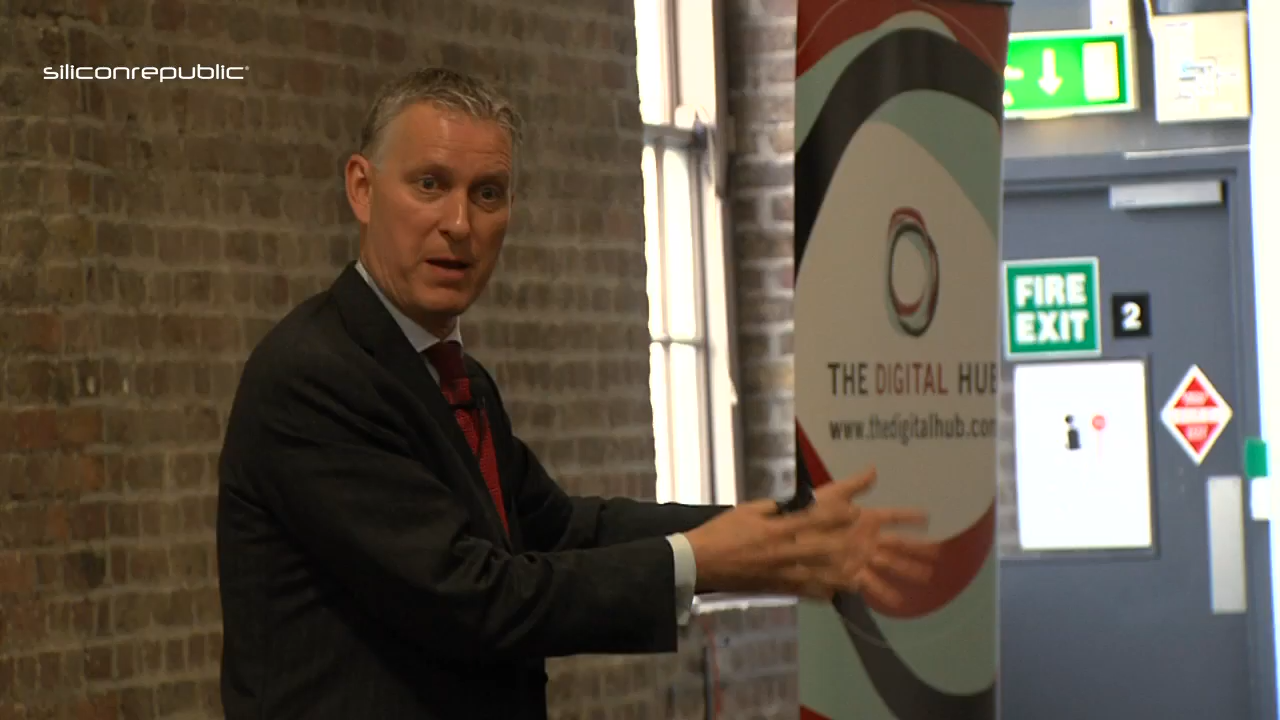 siliconrepublic
THE DIGITAL HUB
www.thedigitalhub.com
FIRE
EXIT
2